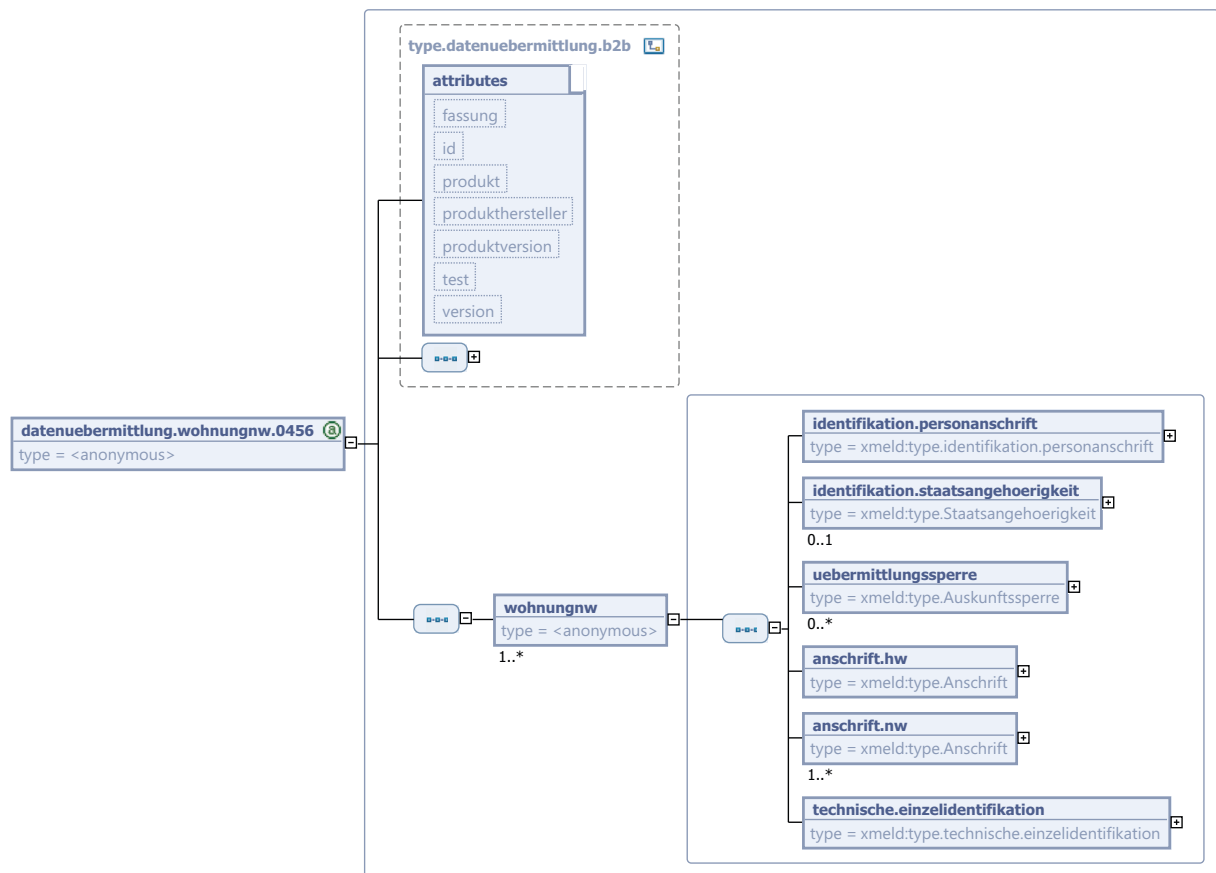 type.datenuebermittlung.b2b
attributes
fassung
id
produkt
produkthersteller
produktversion
test
version
datenuebermittlung.wohnungnw.0456
type = <anonymous>
wohnungnw
type = <anonymous>
1..*
identifikation.personanschrift
type = xmeld:type.identifikation.personanschrift
identifikation.staatsangehoerigkeit
type = xmeld:type.Staatsangehoerigkeit
0..1
uebermittlungssperre
type = xmeld:type.Auskunftssperre
0..*
anschrift.hw
type = xmeld:type.Anschrift
anschrift.nw
type = xmeld:type.Anschrift
1..*
technische.einzelidentifikation
type = xmeld:type.technische.einzelidentifikation